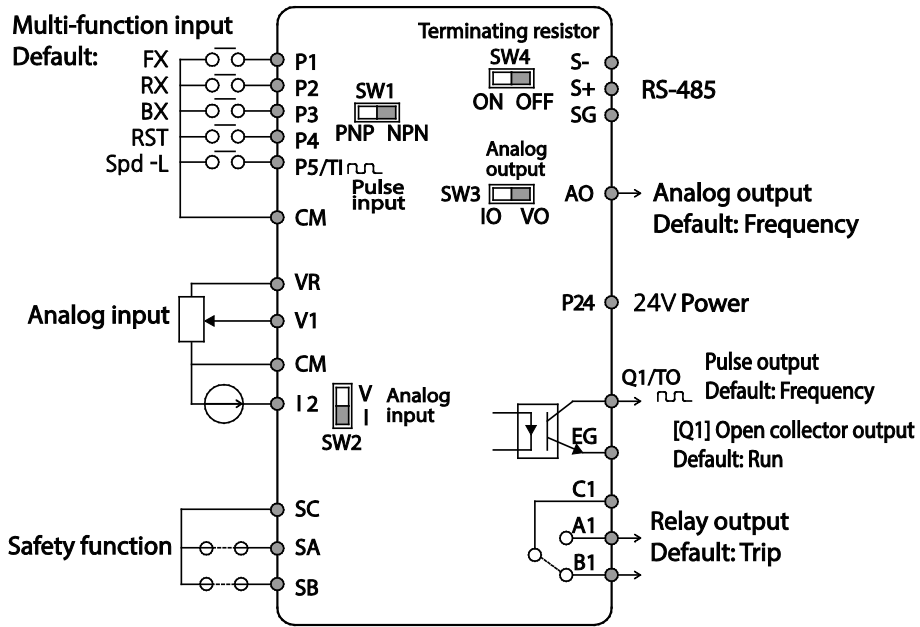 Multi-function input
Default:
FX
RX
BX
RST
Spd -L
P1
P2
P3
P4
P5/TI
Pulse
input
CM
SW1
PNP NPN
Terminating resistor
SW4
ON OFF
S-
S+
SG
RS-485
Analog
output
SW3
IO VO
AO
Analog output
Default: Frequency
Analog input
VR
V1
CM
I 2
V
I
SW2
Analog
input
P24
24V Power
Q1/TO
Pulse output
Default: Frequency
EG
[Q1] Open collector output
Default: Run
Safety function
SC
SA
SB
C1
A1
B1
Relay output
Default: Trip